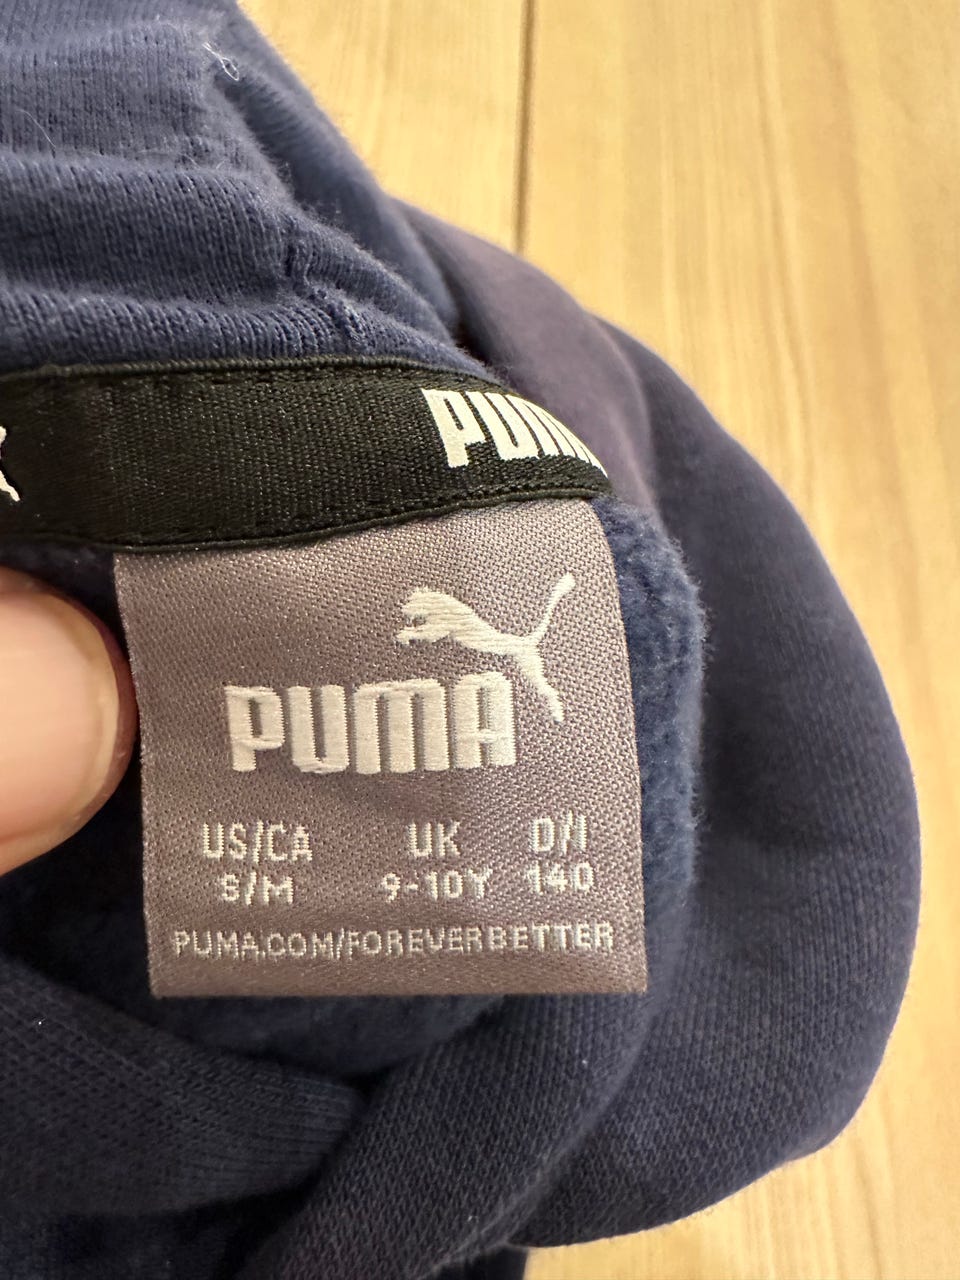 PUMA
PUMA
US/CA UK D/I
S/M 9-10Y 140
PUMA.COM/FOREVERBETTER